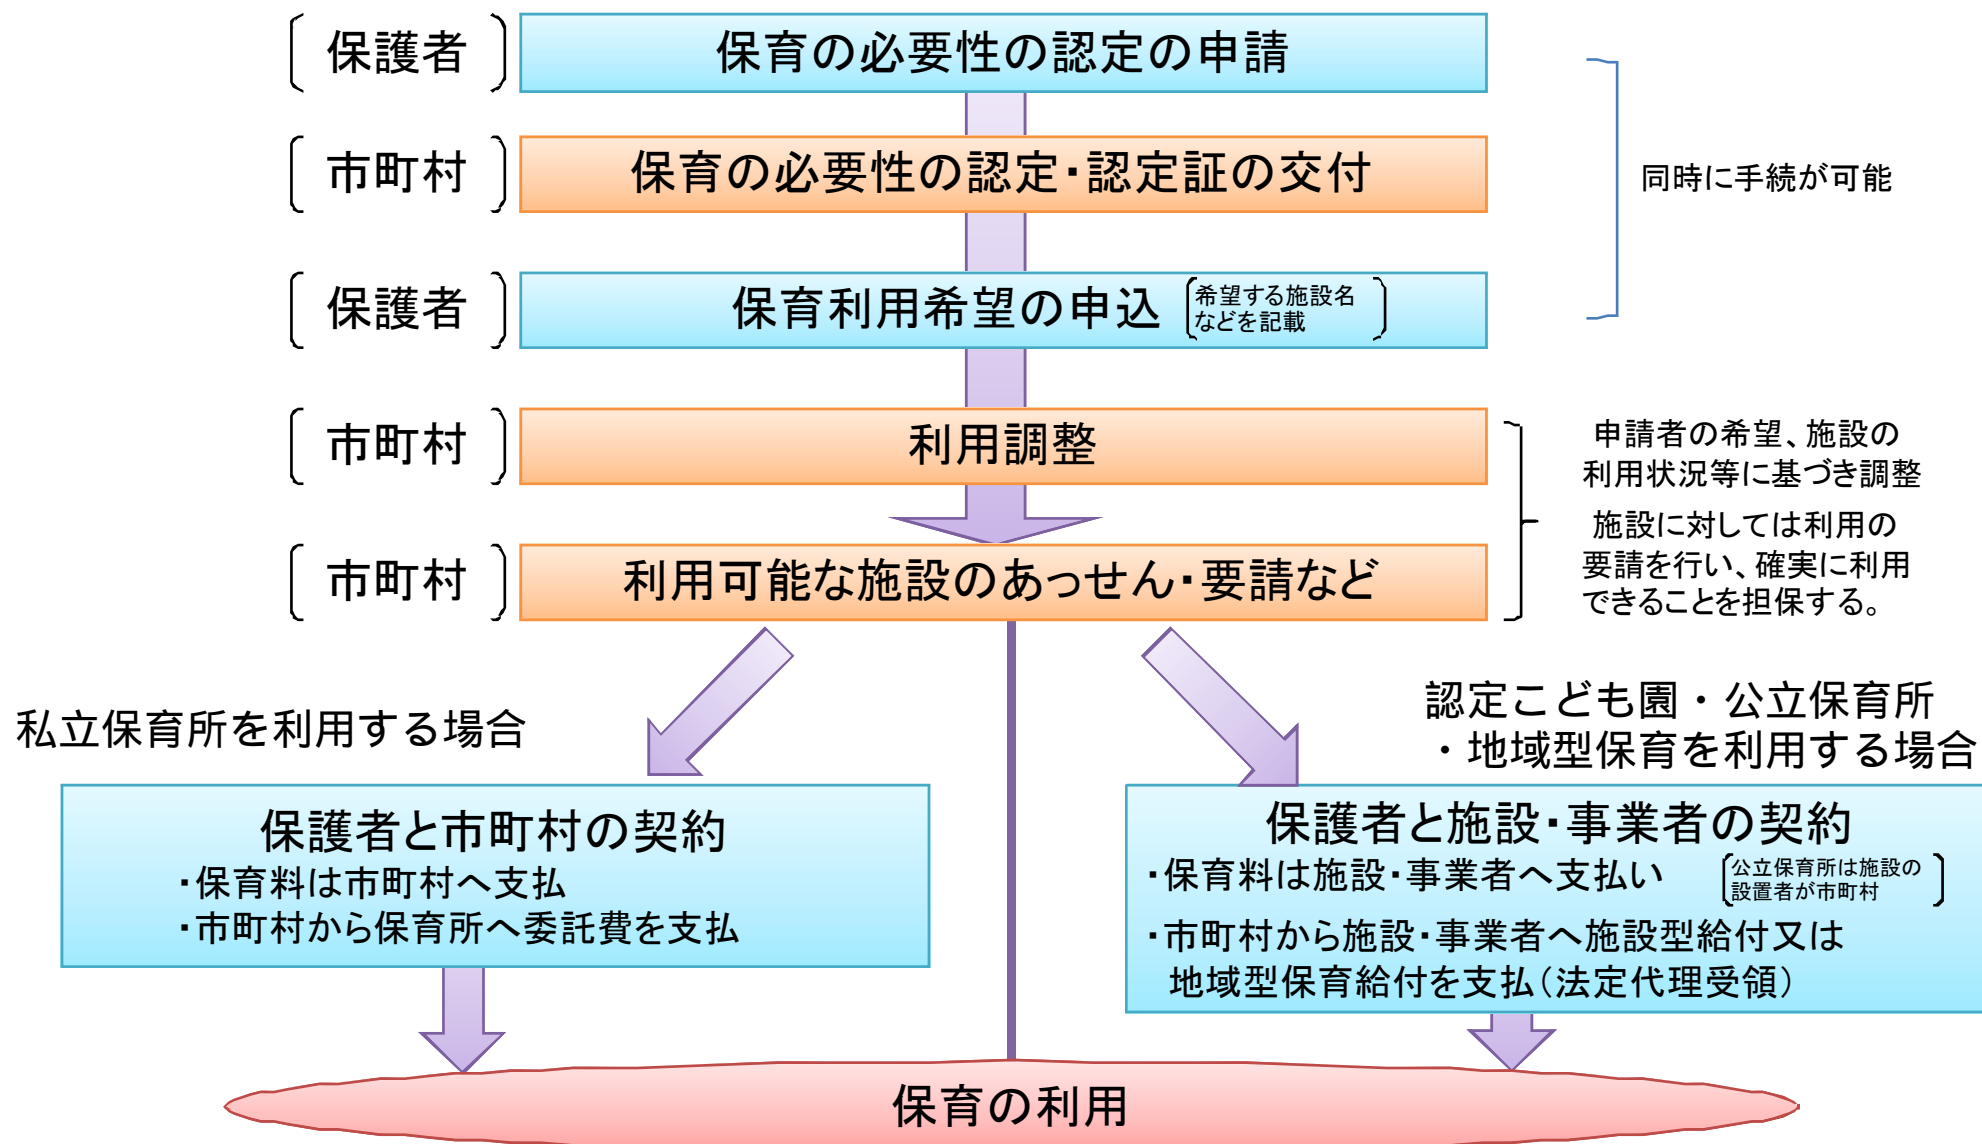 保護者
保育の必要性の認定の申請
市町村
保育の必要性の認定・認定証の交付
同時に手続が可能
保護者
保育利用希望の申込
希望する施設名
などを記載
市町村
利用調整
申請者の希望、施設の
利用状況等に基づき調整
市町村
利用可能な施設のあっせん・要請など
施設に対しては利用の
要請を行い、確実に利用
できることを担保する。
私立保育所を利用する場合
保護者と市町村の契約
・保育料は市町村へ支払
・市町村から保育所へ委託費を支払
認定こども園・公立保育所
・地域型保育を利用する場合
保護者と施設・事業者の契約
・保育料は施設・事業者へ支払い
公立保育所は施設の
設置者が市町村
・市町村から施設・事業者へ施設型給付又は
地域型保育給付を支払(法定代理受領)
保育の利用